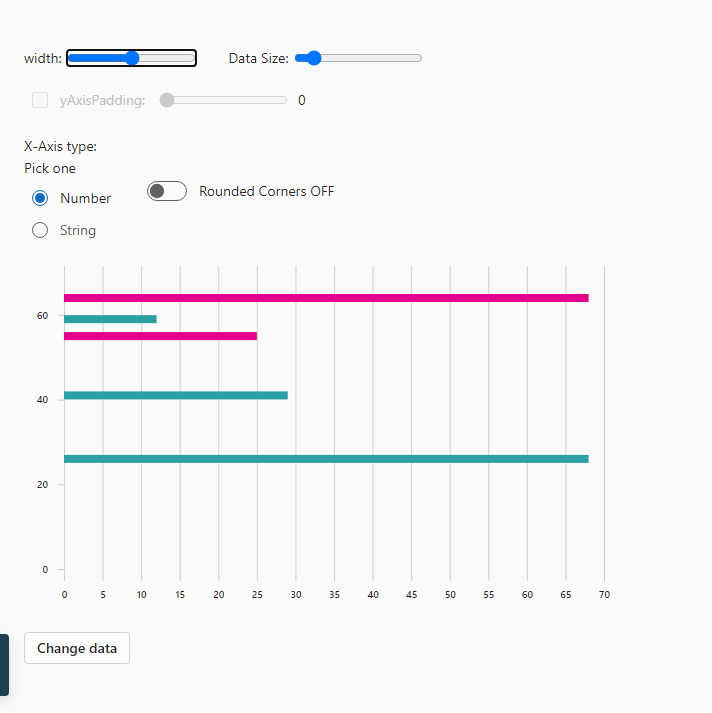 width: Data Size:
yAxisPadding: 0
X-Axis type:
Pick one
Number
Rounded Corners OFF
String
60
40
20
0
0 5 10 15 20 25 30 35 40 45 50 55 60 65 70
Change data